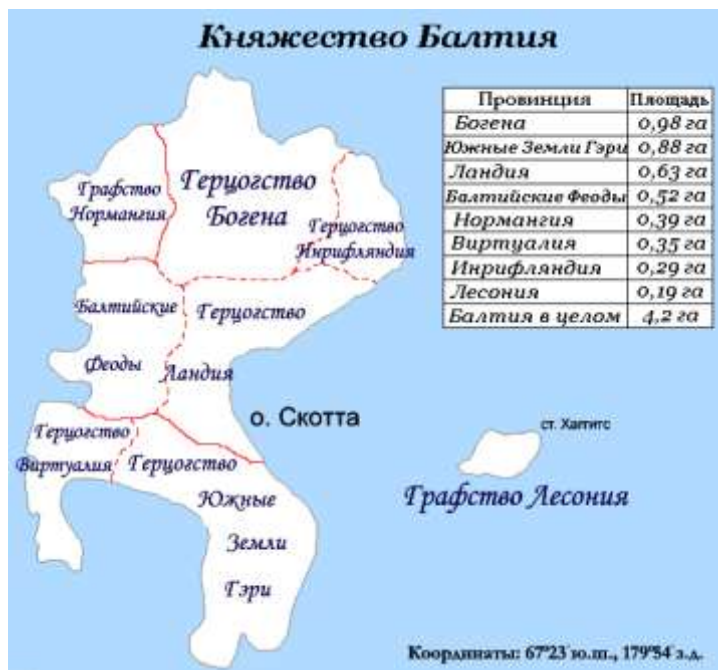 Княжество Балтия
Провинция Площадь
Богена 0,98 га
Южные Земли Гэри 0,88 га
Ландия 0,63 га
Балтийские Феоды 0,52 га
Нормангия 0,39 га
Виртуалия 0,35 га
Инрифляндия 0,29 га
Лесония 0,19 га
Балтия в целом 4,2 га
Графство
Нормангия
Герцогство
Богена
Герцогство
Инрифляндия
Балтийские
Феоды
Герцогство
Ландия
о. Скотта
Герцогство
Виртуалия
Герцогство
Южные
Земли
Гэри
ст. Хаттигс
Графство Лесония
Координаты: 67°23' ю.ш., 179°54' з.д.